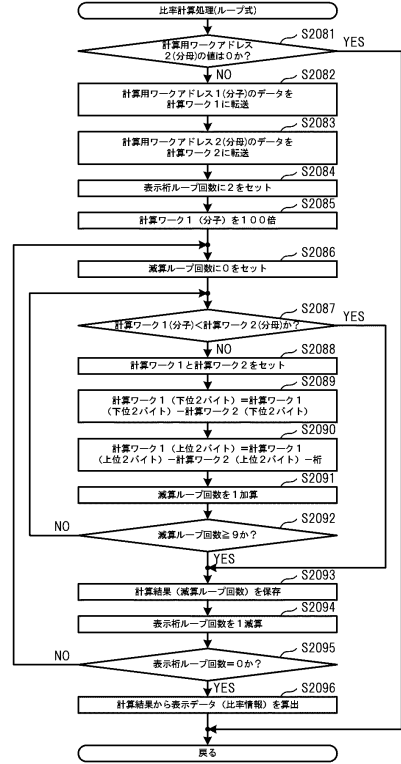 比率計算処理(ループ式)
S2081
計算用ワークアドレス
2(分母)の値は0か?
YES
NO
S2082
計算用ワークアドレス1(分子)のデータを
計算ワーク1に転送
S2083
計算用ワークアドレス2(分母)のデータを
計算ワーク2に転送
S2084
表示桁ループ回数に2をセット
S2085
計算ワーク1(分子)を100倍
S2086
減算ループ回数に0をセット
S2087
計算ワーク1(分子)<計算ワーク2(分母)か?
YES
NO
S2088
計算ワーク1と計算ワーク2をセット
S2089
計算ワーク1(下位2バイト)=計算ワーク1
(下位2バイト)−計算ワーク2(下位2バイト)
S2090
計算ワーク1(上位2バイト)=計算ワーク1
(上位2バイト)−計算ワーク2(上位2バイト)−桁
S2091
減算ループ回数を1加算
S2092
減算ループ回数≧9か?
NO
YES
S2093
計算結果(減算ループ回数)を保存
S2094
表示桁ループ回数を1減算
S2095
表示桁ループ回数=0か?
NO
YES
S2096
計算結果から表示データ(比率情報)を算出
戻る